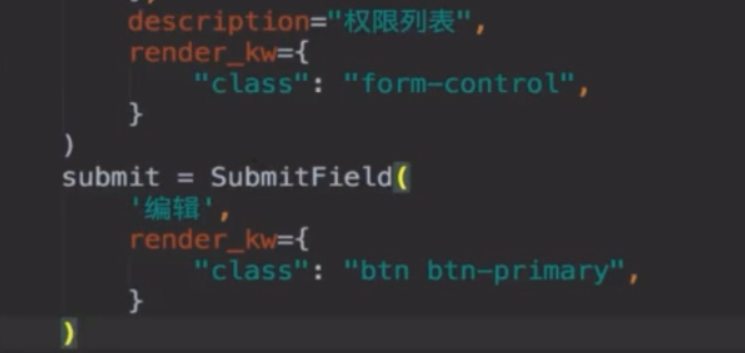 description="权限列表",
render_kw={
"class": "form-control",
}
)
submit = SubmitField(
'编辑',
render_kw={
"class": "btn btn-primary",
}
)